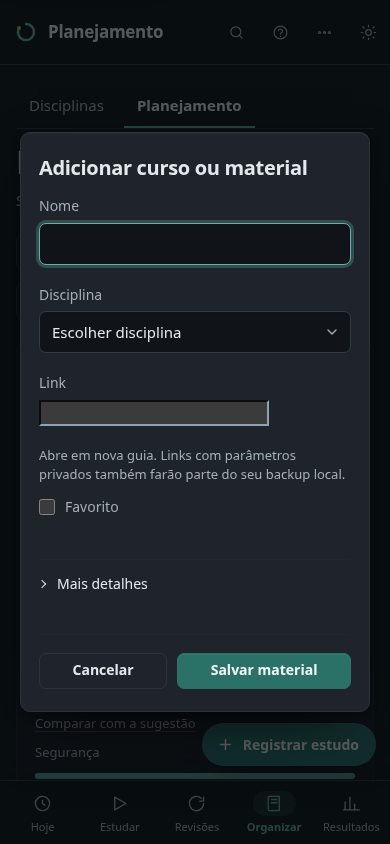 Planejamento
Disciplinas
Planejamento
Adicionar curso ou material
Nome
Disciplina
Escolher disciplina
Link
Abre em nova guia. Links com parâmetros
privados também farão parte do seu backup local.
Favorito
Mais detalhes
Cancelar
Salvar material
Comparar com a sugestão
Segurança
Registrar estudo
Hoje
Estudar
Revisões
Organizar
Resultados